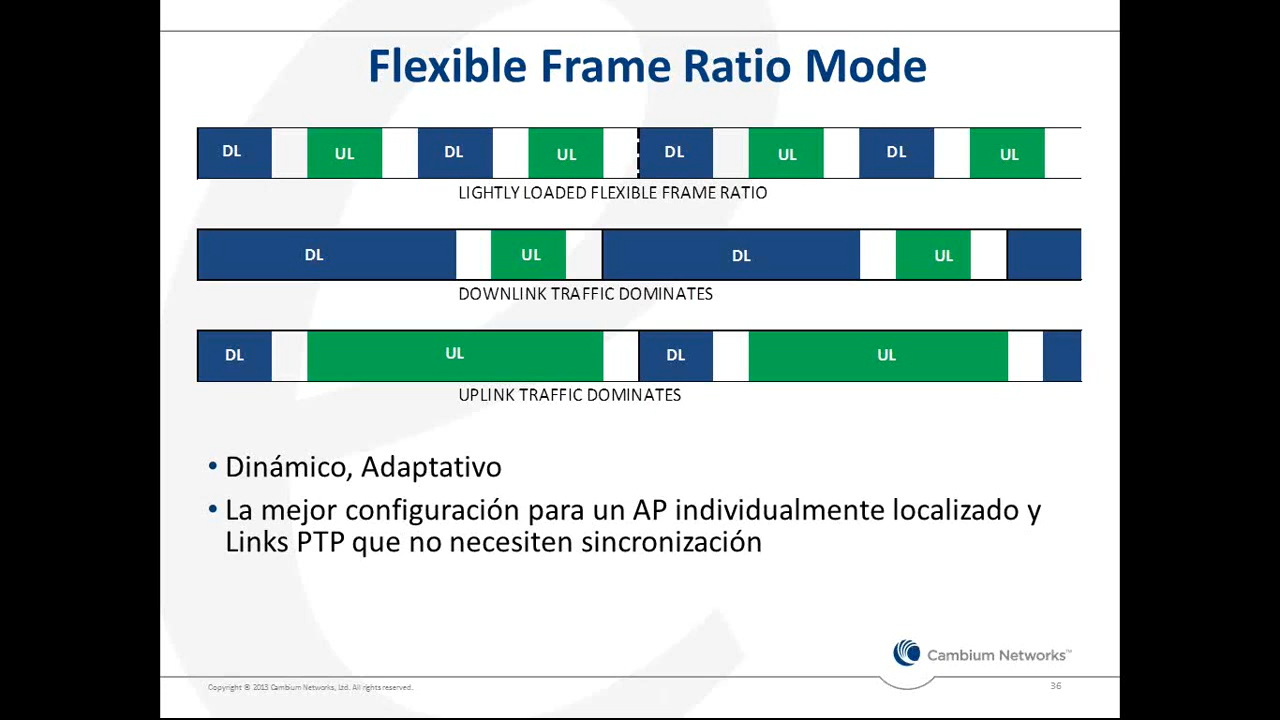 Flexible Frame Ratio Mode
DL UL DL UL DL UL DL UL
LIGHTLY LOADED FLEXIBLE FRAME RATIO
DL UL DL UL
DOWNLINK TRAFFIC DOMINATES
DL UL DL UL
UPLINK TRAFFIC DOMINATES
• Dinámico, Adaptativo
• La mejor configuración para un AP individualmente localizado y
Links PTP que no necesiten sincronización
Cambium Networks™
Copyright ® 2013 Cambium Networks, Ltd. All rights reserved.
36